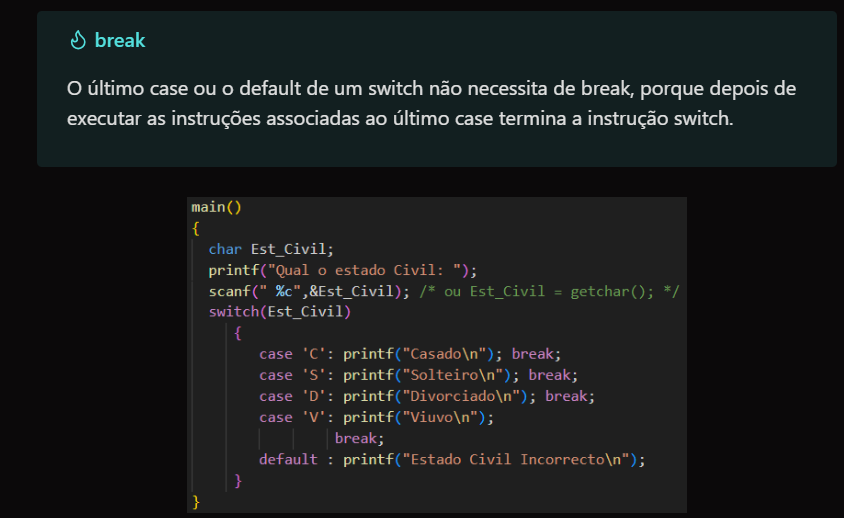 break
O último case ou o default de um switch não necessita de break, porque depois de
executar as instruções associadas ao último case termina a instrução switch.
main()
{
char Est_Civil;
printf("Qual o estado Civil: ");
scanf(" %c",&Est_Civil); /* ou Est_Civil = getchar(); */
switch(Est_Civil)
{
case 'C': printf("Casado\n"); break;
case 'S': printf("Solteiro\n"); break;
case 'D': printf("Divorciado\n"); break;
case 'V': printf("Viuvo\n");
break;
default : printf("Estado Civil Incorrecto\n");
}
}